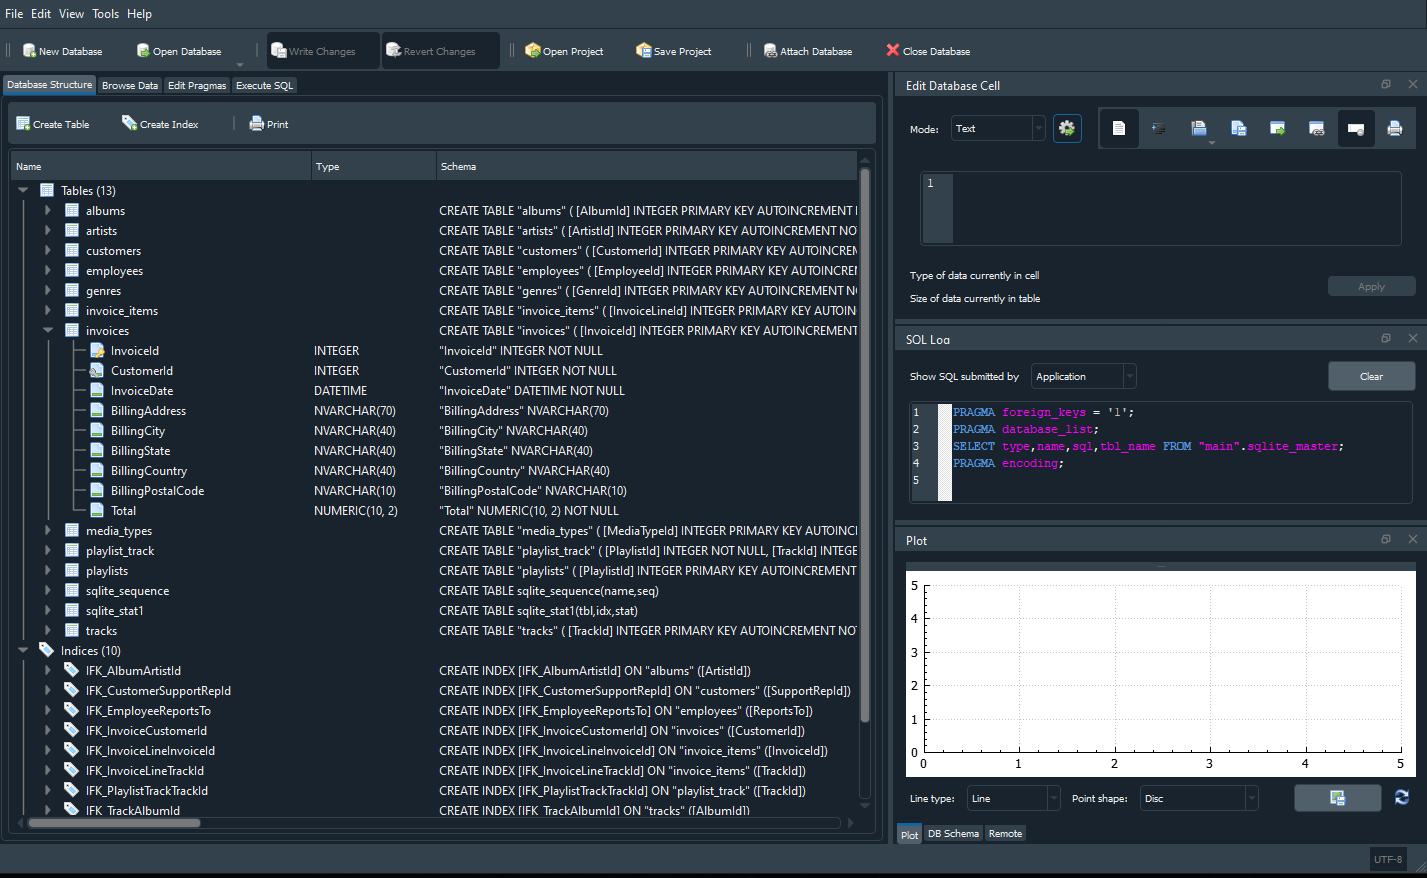 File Edit View Tools Help
New Database Open Database Write Changes Revert Changes Open Project Save Project Attach Database Close Database
Database Structure Browse Data Edit Pragmas Execute SQL
Create Table Create Index Print
Name Type Schema
Tables (13)
albums CREATE TABLE "albums" ( [AlbumId] INTEGER PRIMARY KEY AUTOINCREMENT
artists CREATE TABLE "artists" ( [ArtistId] INTEGER PRIMARY KEY AUTOINCREMENT NO
customers CREATE TABLE "customers" ( [CustomerId] INTEGER PRIMARY KEY AUTOINCREM
employees CREATE TABLE "employees" ( [EmployeeId] INTEGER PRIMARY KEY AUTOINCREM
genres CREATE TABLE "genres" ( [GenreId] INTEGER PRIMARY KEY AUTOINCREMENT NO
invoice_items CREATE TABLE "invoice_items" ( [InvoiceLineId] INTEGER PRIMARY KEY AUTOIN
invoices CREATE TABLE "invoices" ( [InvoiceId] INTEGER PRIMARY KEY AUTOINCREMENT
InvoiceId INTEGER "InvoiceId" INTEGER NOT NULL
CustomerId INTEGER "CustomerId" INTEGER NOT NULL
InvoiceDate DATETIME "InvoiceDate" DATETIME NOT NULL
BillingAddress NVARCHAR(70) "BillingAddress" NVARCHAR(70)
BillingCity NVARCHAR(40) "BillingCity" NVARCHAR(40)
BillingState NVARCHAR(40) "BillingState" NVARCHAR(40)
BillingCountry NVARCHAR(40) "BillingCountry" NVARCHAR(40)
BillingPostalCode NVARCHAR(10) "BillingPostalCode" NVARCHAR(10)
Total NUMERIC(10, 2) "Total" NUMERIC(10, 2) NOT NULL
media_types CREATE TABLE "media_types" ( [MediaTypeId] INTEGER PRIMARY KEY AUTOINC
playlist_track CREATE TABLE "playlist_track" ( [PlaylistId] INTEGER NOT NULL, [TrackId] INTEGE
playlists CREATE TABLE "playlists" ( [PlaylistId] INTEGER PRIMARY KEY AUTOINCREMENT
sqlite_sequence CREATE TABLE sqlite_sequence(name,seq)
sqlite_stat1 CREATE TABLE sqlite_stat1(tbl,idx,stat)
tracks CREATE TABLE "tracks" ( [TrackId] INTEGER PRIMARY KEY AUTOINCREMENT NO
Indices (10)
IFK_AlbumArtistId CREATE INDEX [IFK_AlbumArtistId] ON "albums" ([ArtistId])
IFK_CustomerSupportRepId CREATE INDEX [IFK_CustomerSupportRepId] ON "customers" ([SupportRepId])
IFK_EmployeeReportsTo CREATE INDEX [IFK_EmployeeReportsTo] ON "employees" ([ReportsTo])
IFK_InvoiceCustomerId CREATE INDEX [IFK_InvoiceCustomerId] ON "invoices" ([CustomerId])
IFK_InvoiceLineInvoiceId CREATE INDEX [IFK_InvoiceLineInvoiceId] ON "invoice_items" ([InvoiceId])
IFK_InvoiceLineTrackId CREATE INDEX [IFK_InvoiceLineTrackId] ON "invoice_items" ([TrackId])
IFK_PlaylistTrackTrackId CREATE INDEX [IFK_PlaylistTrackTrackId] ON "playlist_track" ([TrackId])
IFK_TrackAlbumId CREATE INDEX [IFK_TrackAlbumId] ON "tracks" ([AlbumId])
Edit Database Cell
Mode: Text
1
Type of data currently in cell
Size of data currently in table
Apply
SQL Log
Show SQL submitted by Application Clear
1 PRAGMA foreign_keys = '1';
2 PRAGMA database_list;
3 SELECT type,name,sql,tbl_name FROM "main".sqlite_master;
4 PRAGMA encoding;
5
Plot
5
4
3
2
1
0
0 1 2 3 4 5
Line type: Line Point shape: Disc
Plot DB Schema Remote
UTF-8